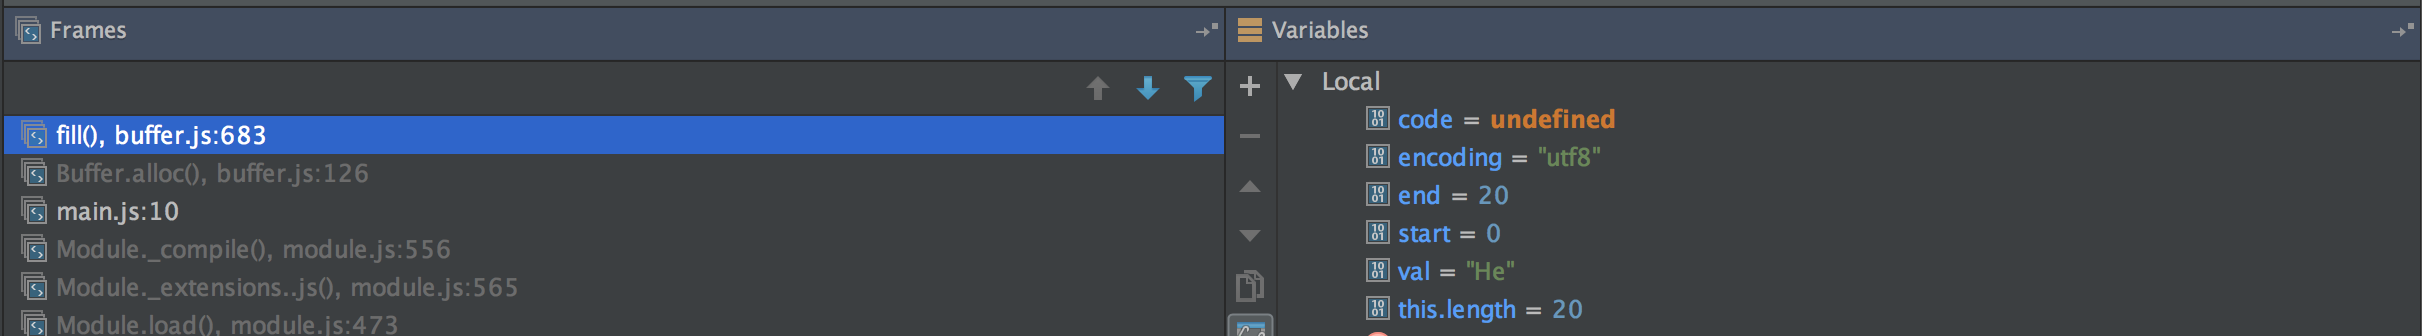 Frames
fill(), buffer.js:683
Buffer.alloc(), buffer.js:126
main.js:10
Module._compile(), module.js:556
Module._extensions..js(), module.js:565
Module.load(), module.js:473
Variables
Local
code = undefined
encoding = "utf8"
end = 20
start = 0
val = "He"
this.length = 20